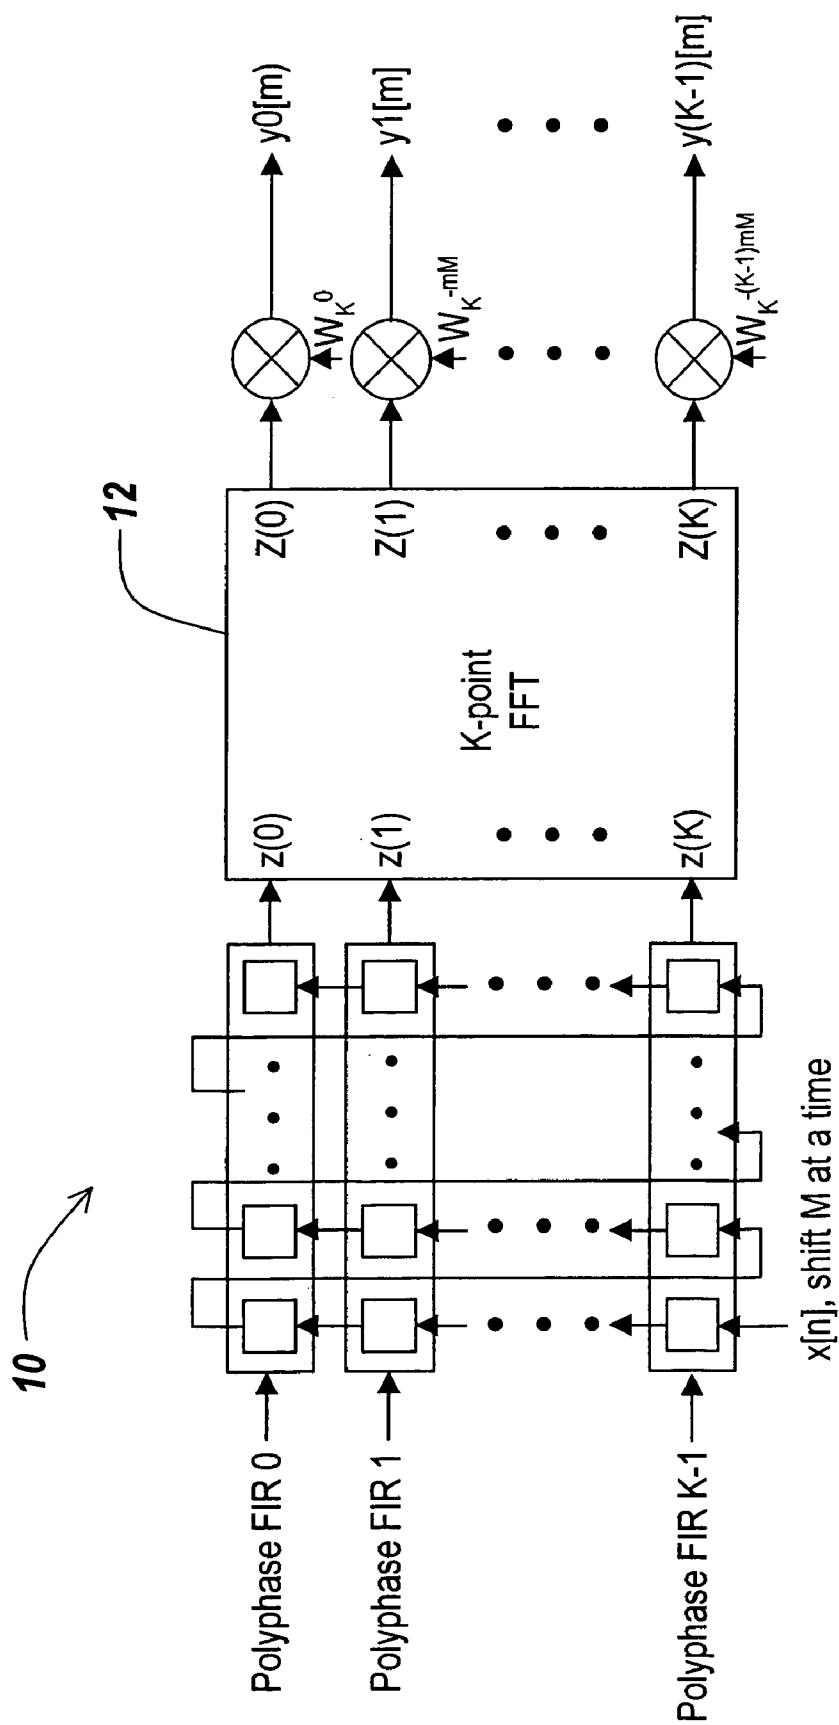 10
12
Polyphase FIR 0
z(0)
Z(0)
W_K^0
y0[m)
Polyphase FIR 1
z(1)
Z(1)
W_K^-mM
y1[m]
K-point
FFT
Polyphase FIR K-1
z(K)
Z(K)
W_K^-(K-1)mM
y(K-1)[m]
x[n], shift M at a time